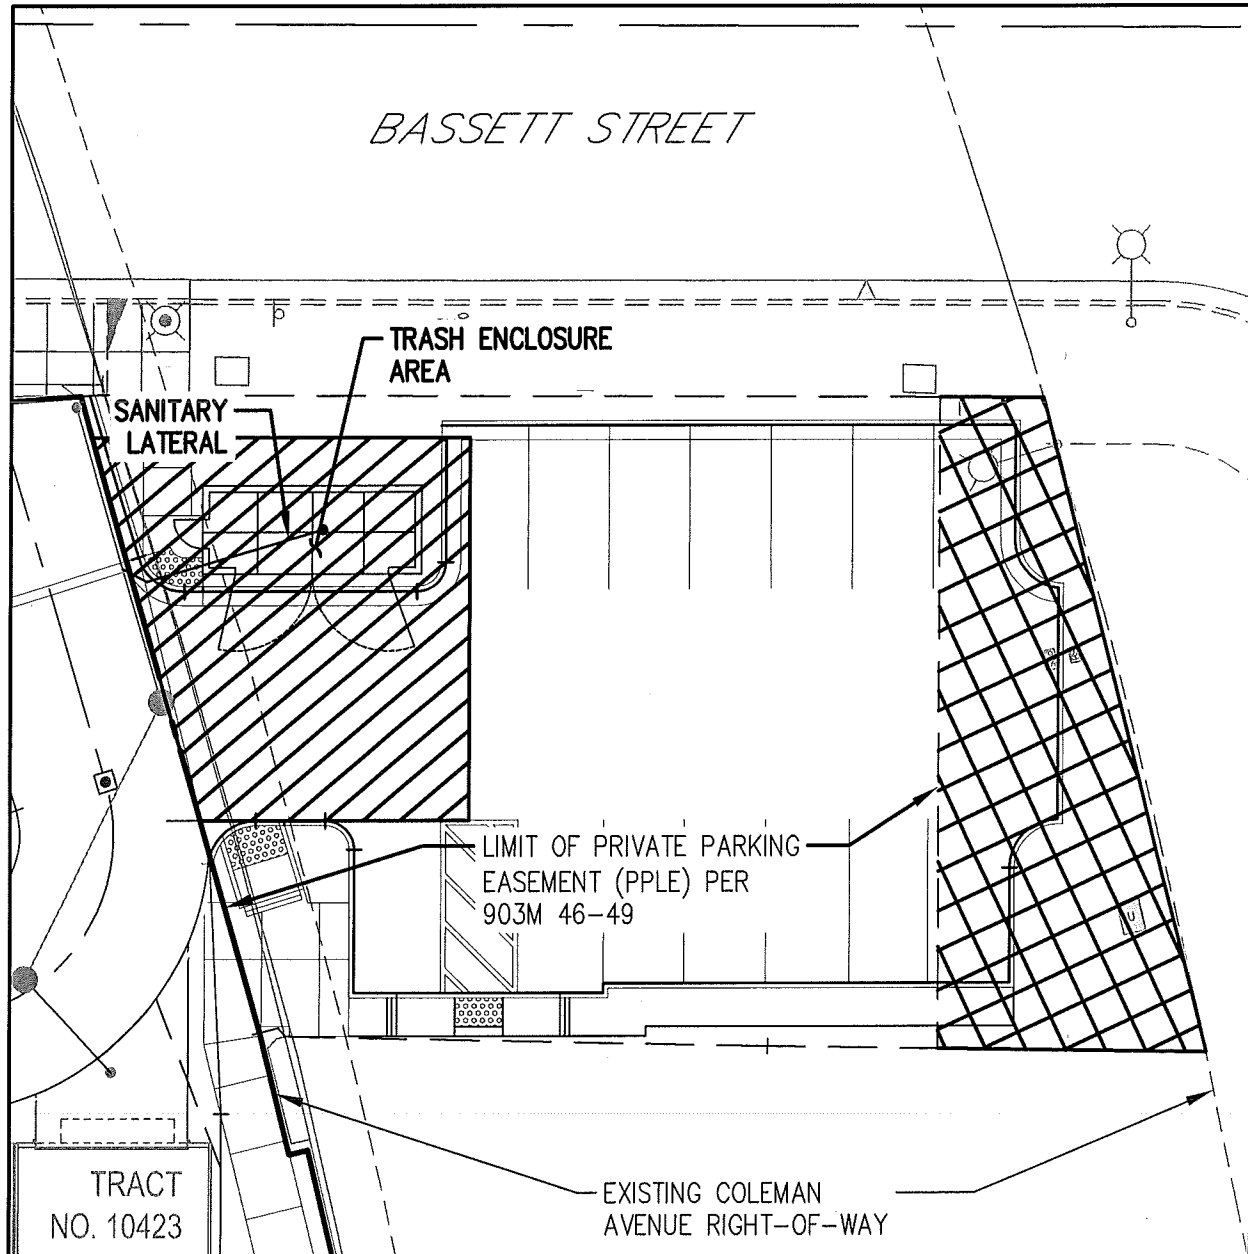 BASSETT STREET
TRASH ENCLOSURE
AREA
SANITARY
LATERAL
LIMIT OF PRIVATE PARKING
EASEMENT (PPLE) PER
903M 46-49
EXISTING COLEMAN
AVENUE RIGHT-OF-WAY
TRACT
NO. 10423